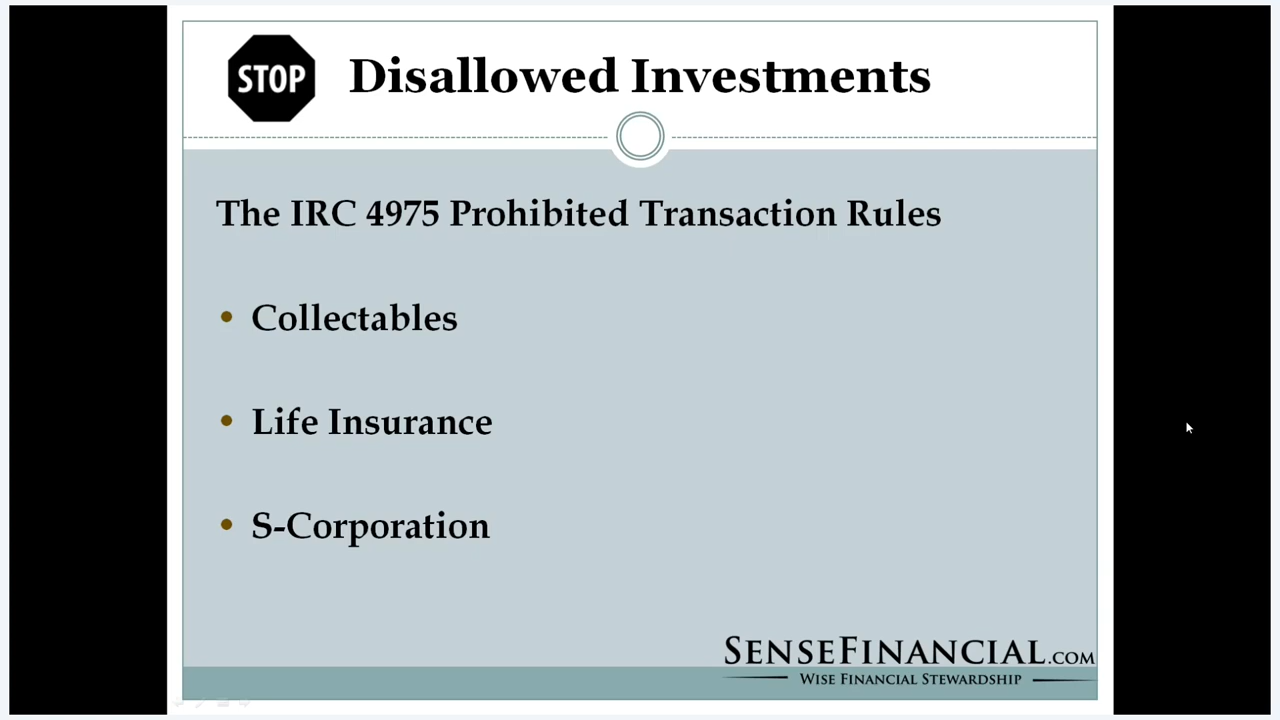 STOP
Disallowed Investments
The IRC 4975 Prohibited Transaction Rules
• Collectables
• Life Insurance
• S-Corporation
SENSEFINANCIAL.COM
WISE FINANCIAL STEWARDSHIP